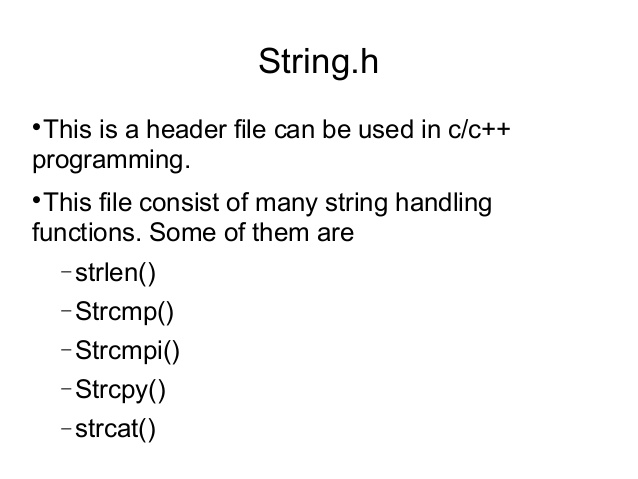 String.h
•This is a header file can be used in c/c++
programming.
•This file consist of many string handling
functions. Some of them are
–strlen()
–Strcmp()
–Strcmpi()
–Strcpy()
–strcat()